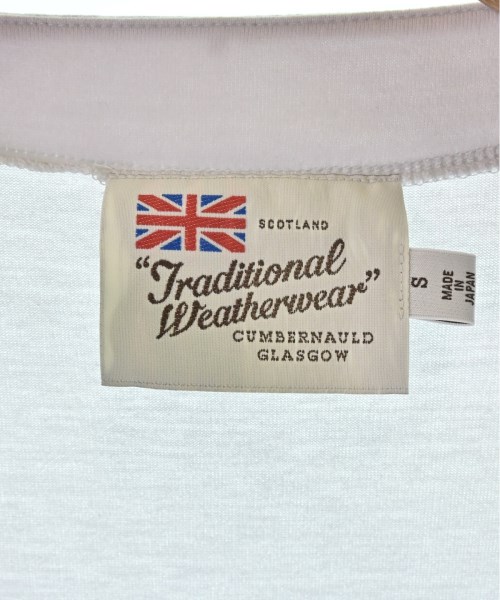 SCOTLAND
"Traditional
Weatherwear"
CUMBERNAULD
GLASGOW
S
MADE
IN
JAPAN